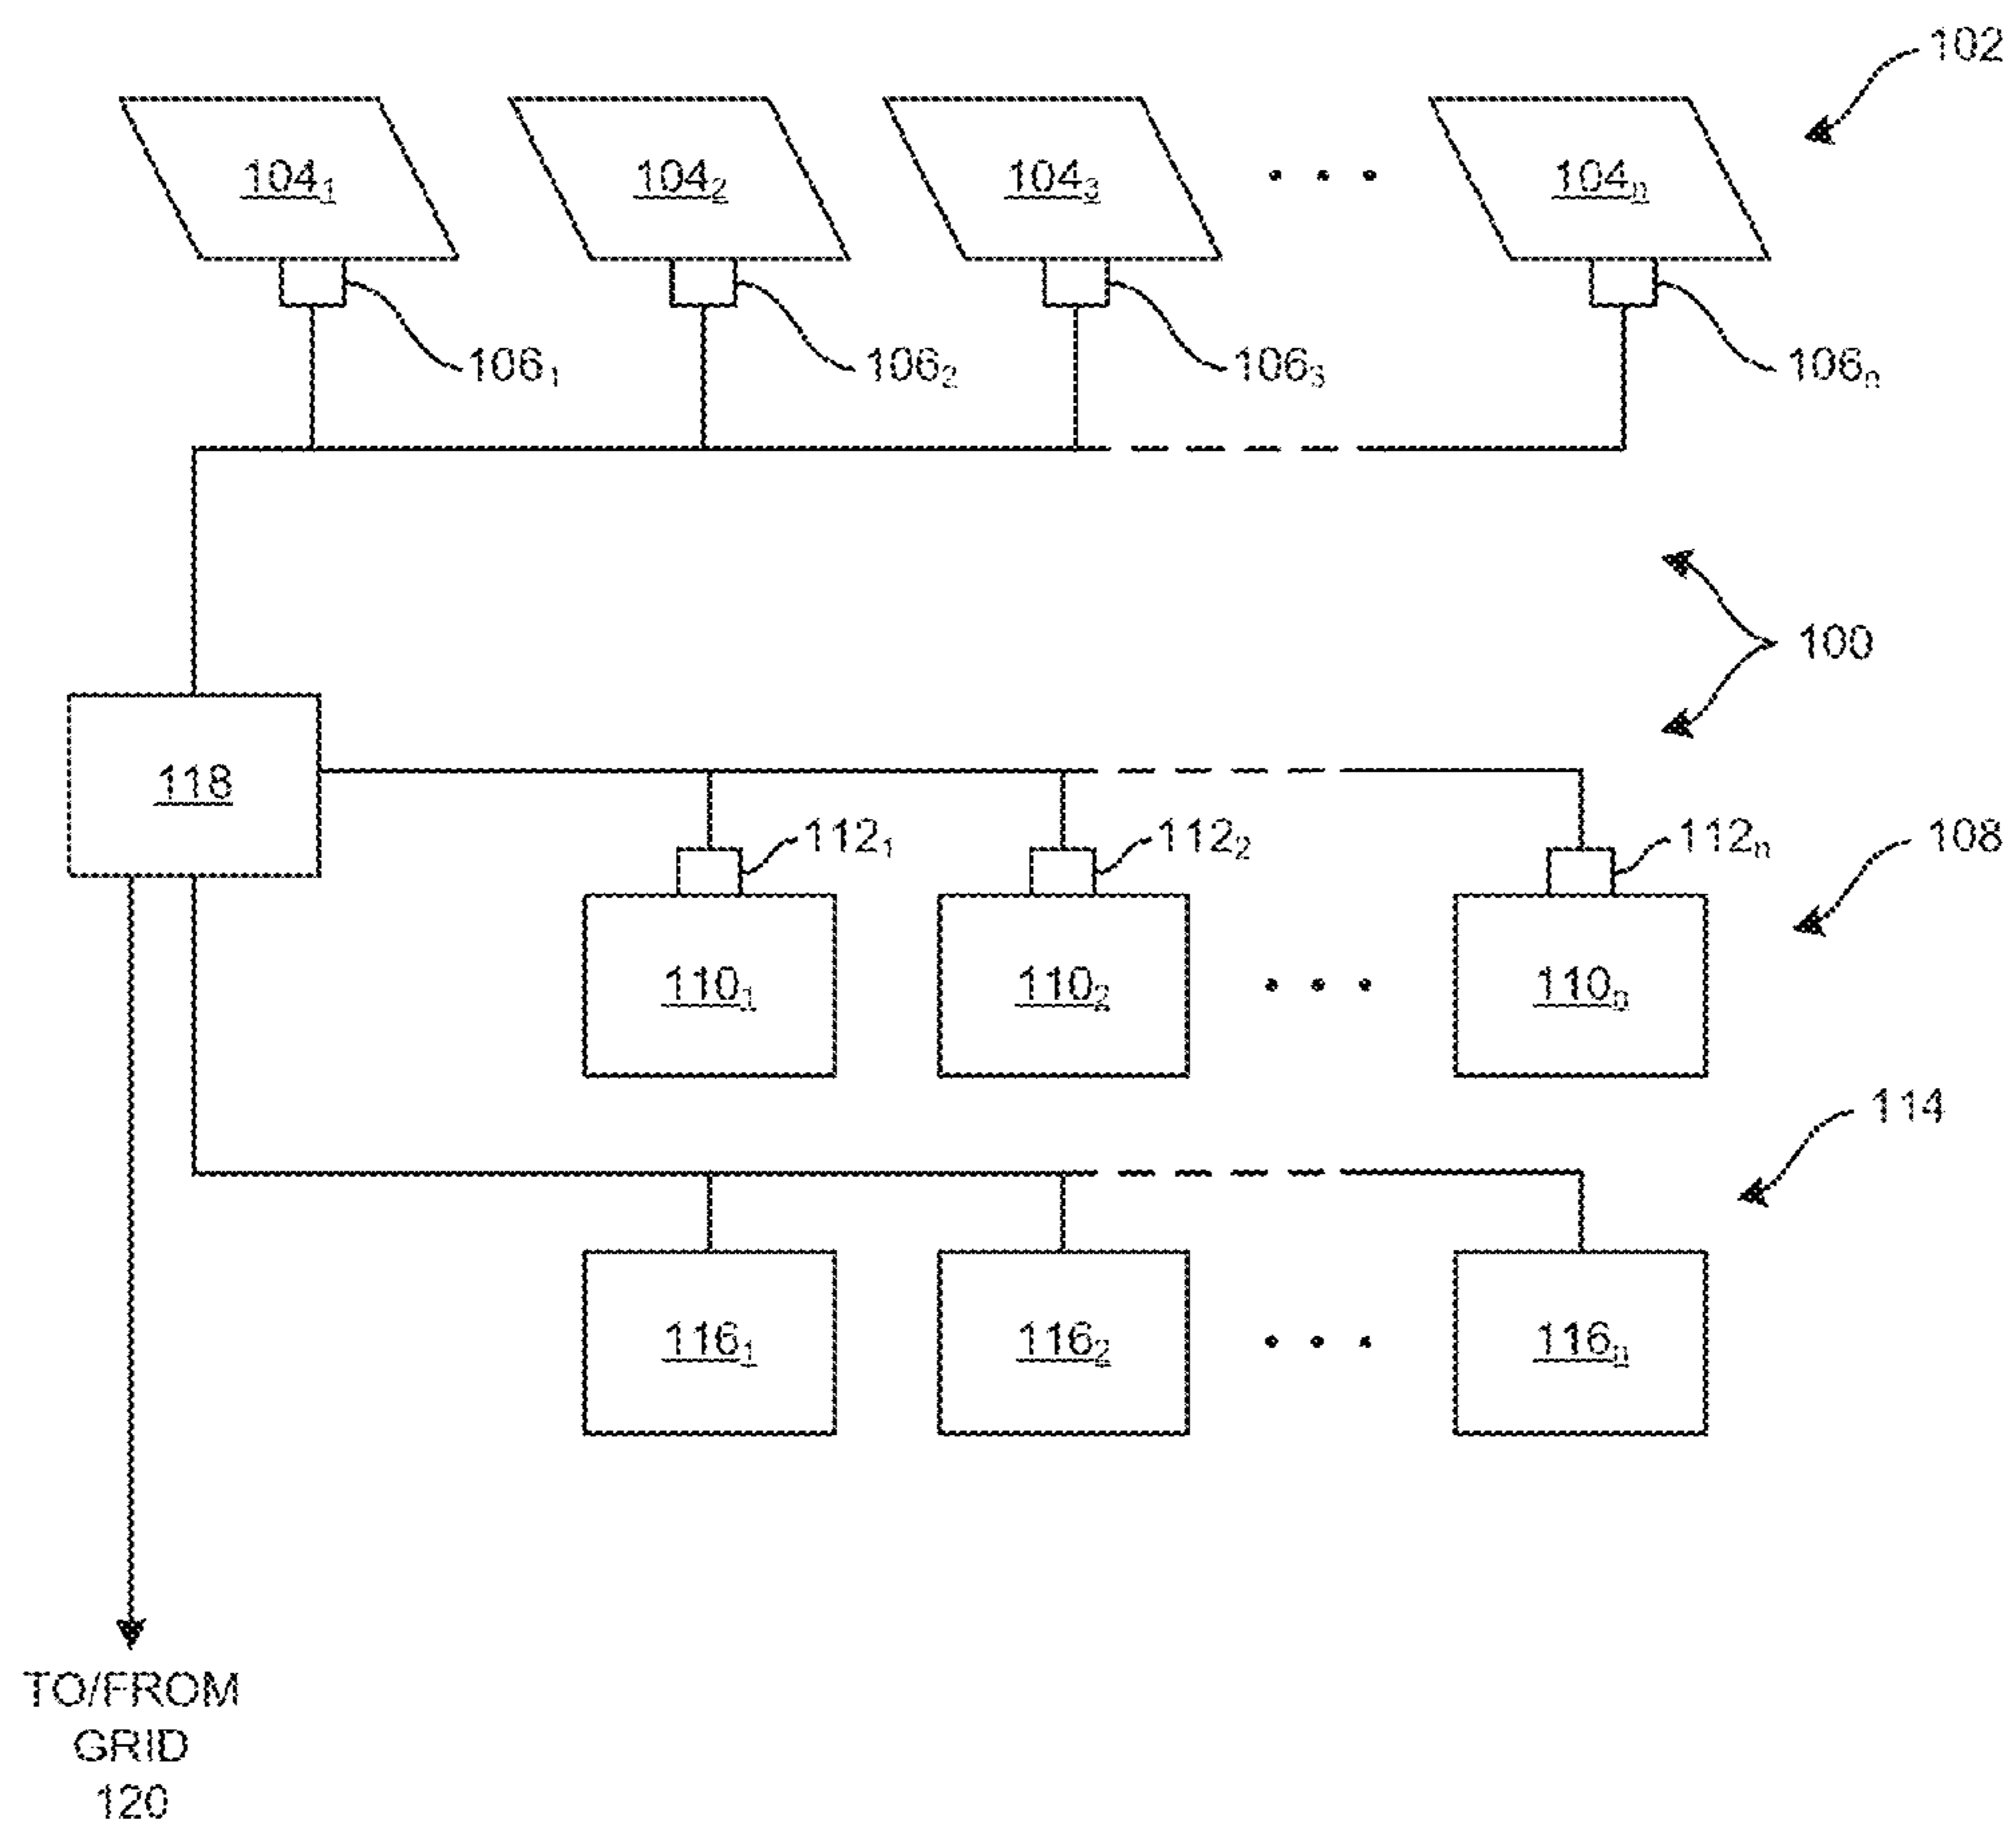 102
104₁ 104₂ 104₃ • • • 104ₙ
106₁ 106₂ 106₃ 106ₙ
100
118
112₁ 112₂ 112ₙ 108
110₁ 110₂ • • • 110ₙ
114
116₁ 116₂ • • • 116ₙ
TO/FROM
GRID
120